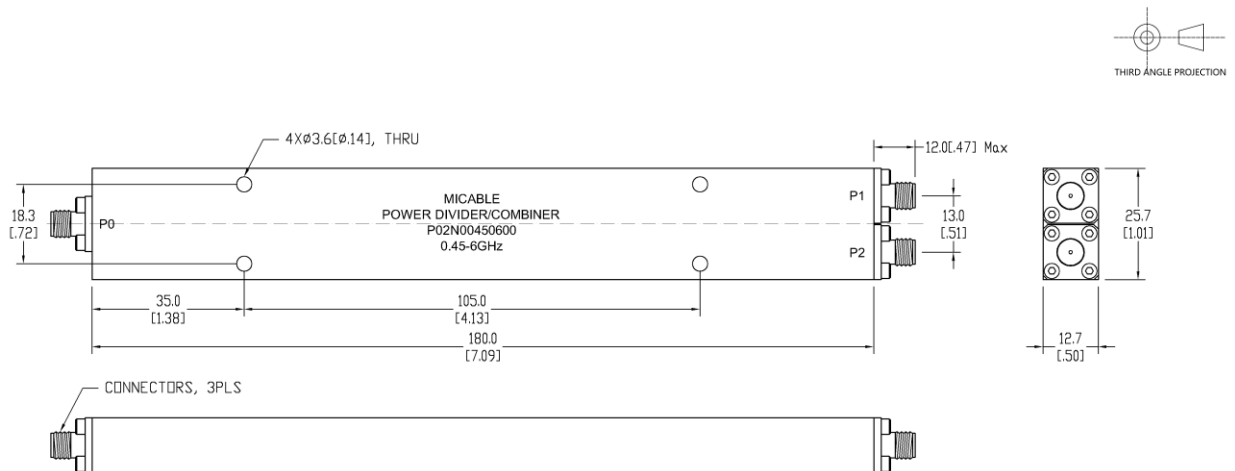 THIRD ANGLE PROJECTION
4XØ3.6[Ø.14], THRU
12.0[.47] Max
18.3
[.72]
P0
MICABLE
POWER DIVIDER/COMBINER
P02N00450600
0.45-6GHz
P1
P2
13.0
[.51]
25.7
[1.01]
35.0
[1.38]
105.0
[4.13]
180.0
[7.09]
12.7
[.50]
CONNECTORS, 3PLS